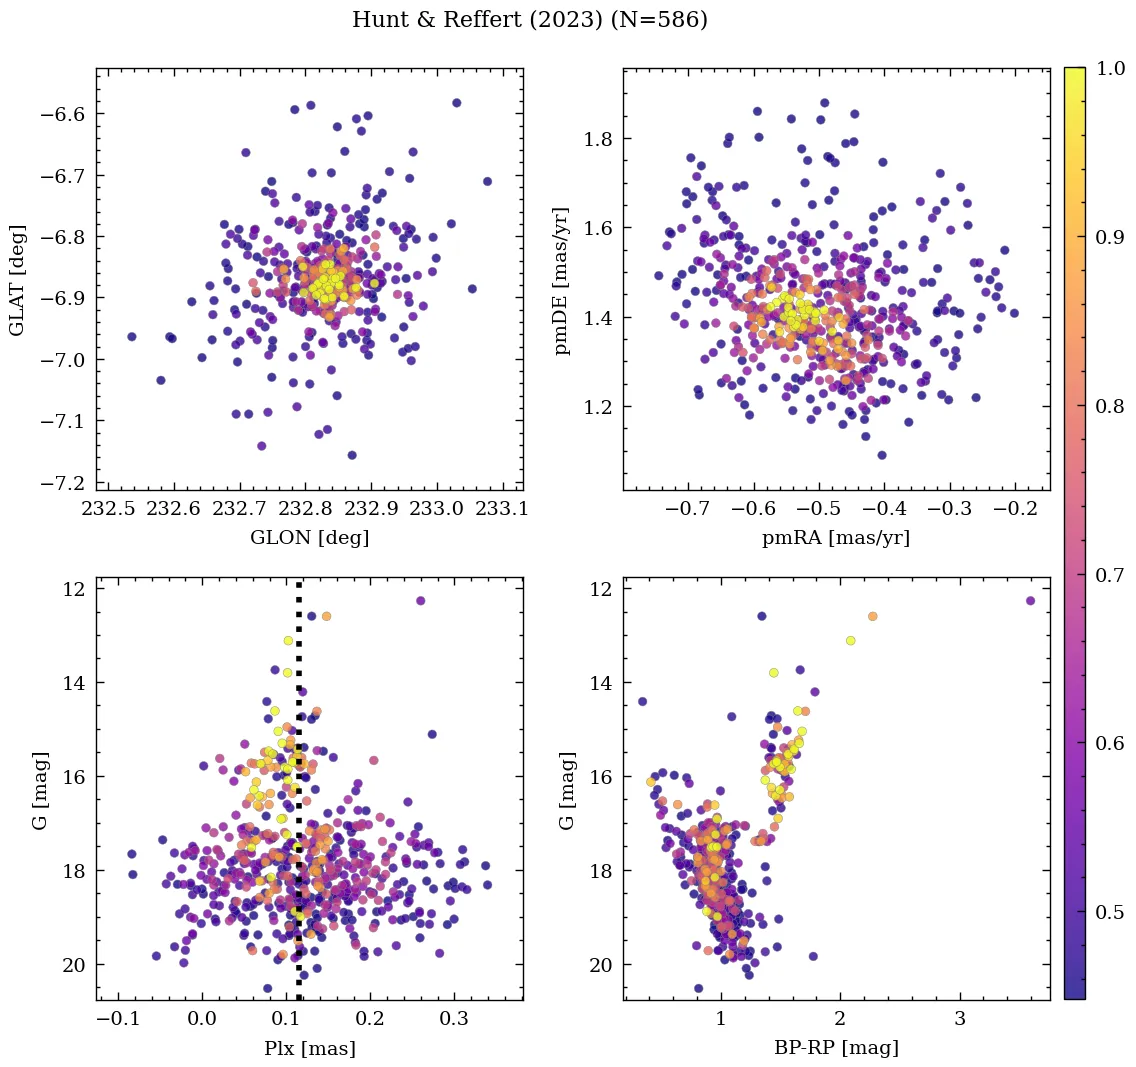 Hunt & Reffert (2023) (N=586)
−6.6
−6.7
−6.8
−6.9
−7.0
−7.1
−7.2
GLAT [deg]
232.5 232.6 232.7 232.8 232.9 233.0 233.1
GLON [deg]
1.8
1.6
1.4
1.2
pmDE [mas/yr]
−0.7 −0.6 −0.5 −0.4 −0.3 −0.2
pmRA [mas/yr]
1.0
0.9
0.8
0.7
0.6
0.5
12
14
16
18
20
G [mag]
−0.1 0.0 0.1 0.2 0.3
Plx [mas]
12
14
16
18
20
G [mag]
1 2 3
BP-RP [mag]